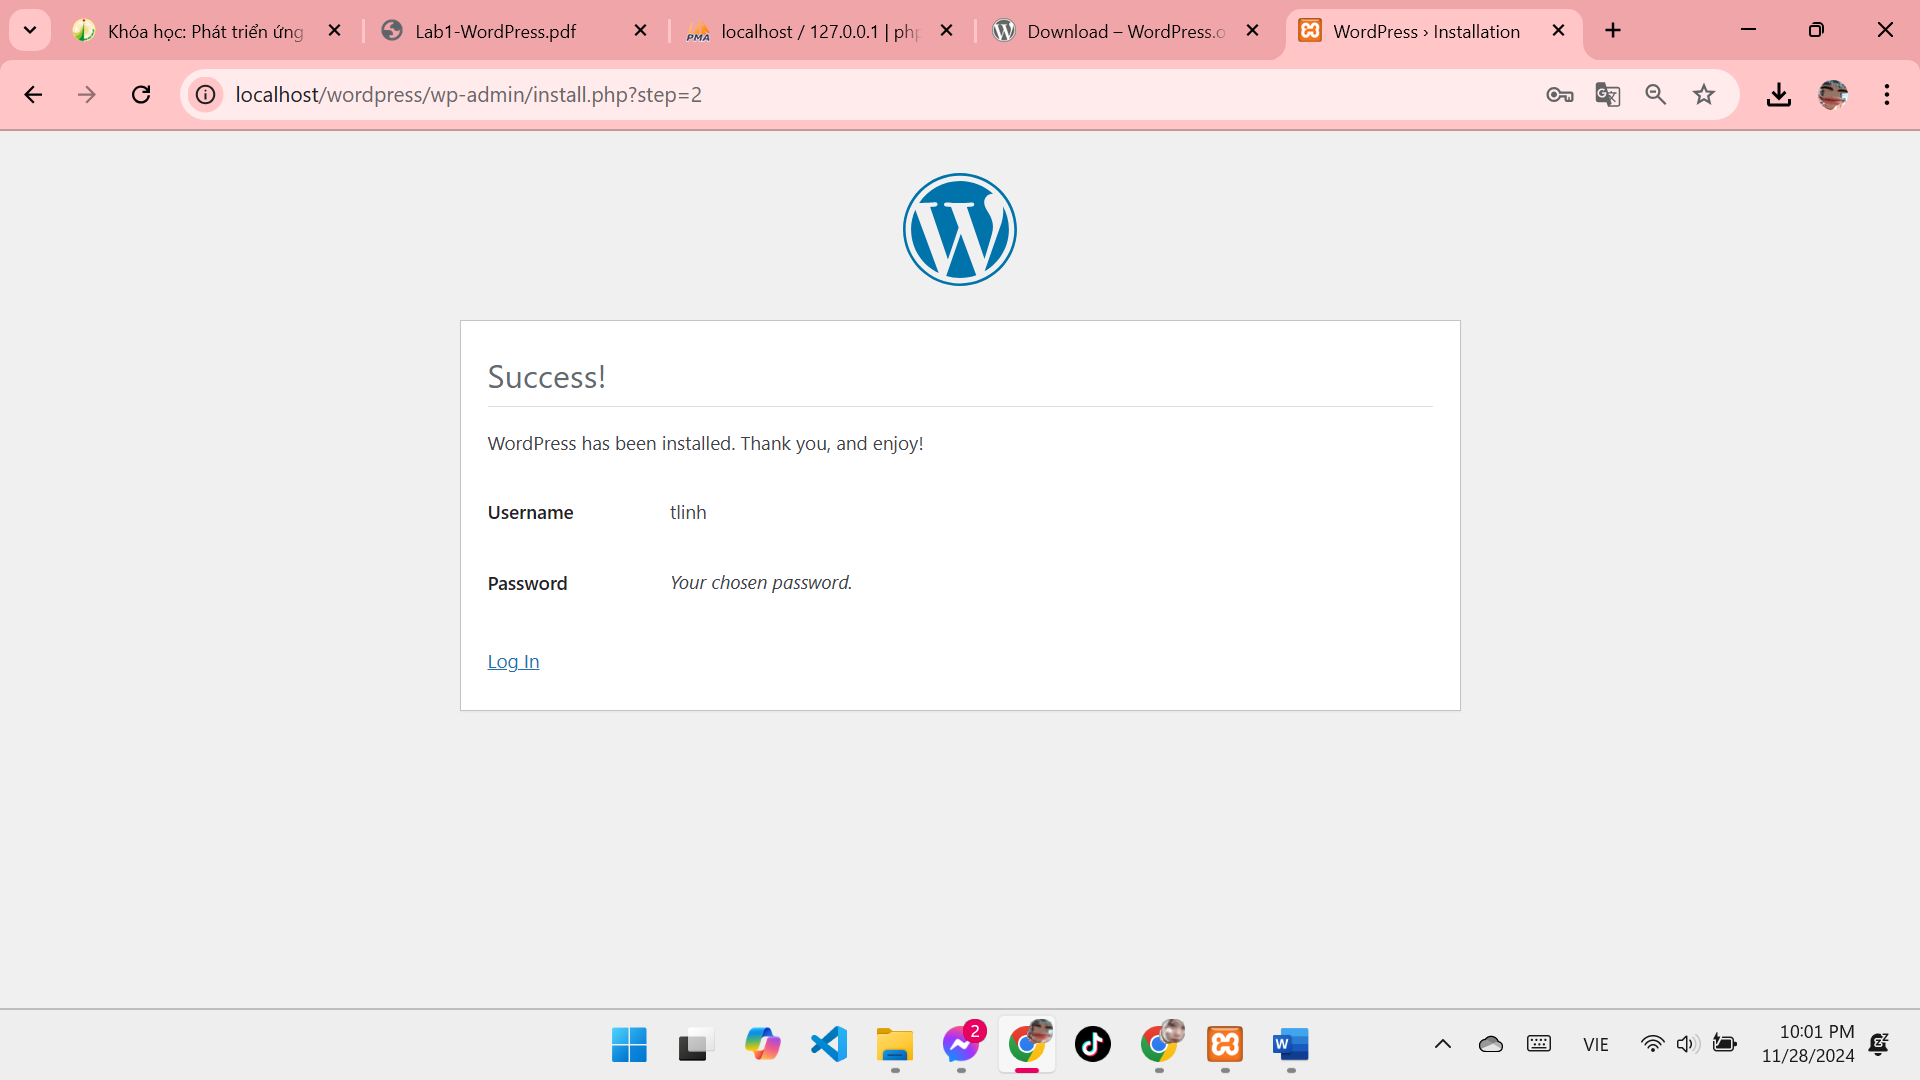 Khóa học: Phát triển ứng
Lab1-WordPress.pdf
localhost / 127.0.0.1 | php
Download – WordPress.o
WordPress › Installation
localhost/wordpress/wp-admin/install.php?step=2
Success!
WordPress has been installed. Thank you, and enjoy!
Username tlinh
Password Your chosen password.
Log In
2
VIE
10:01 PM
11/28/2024